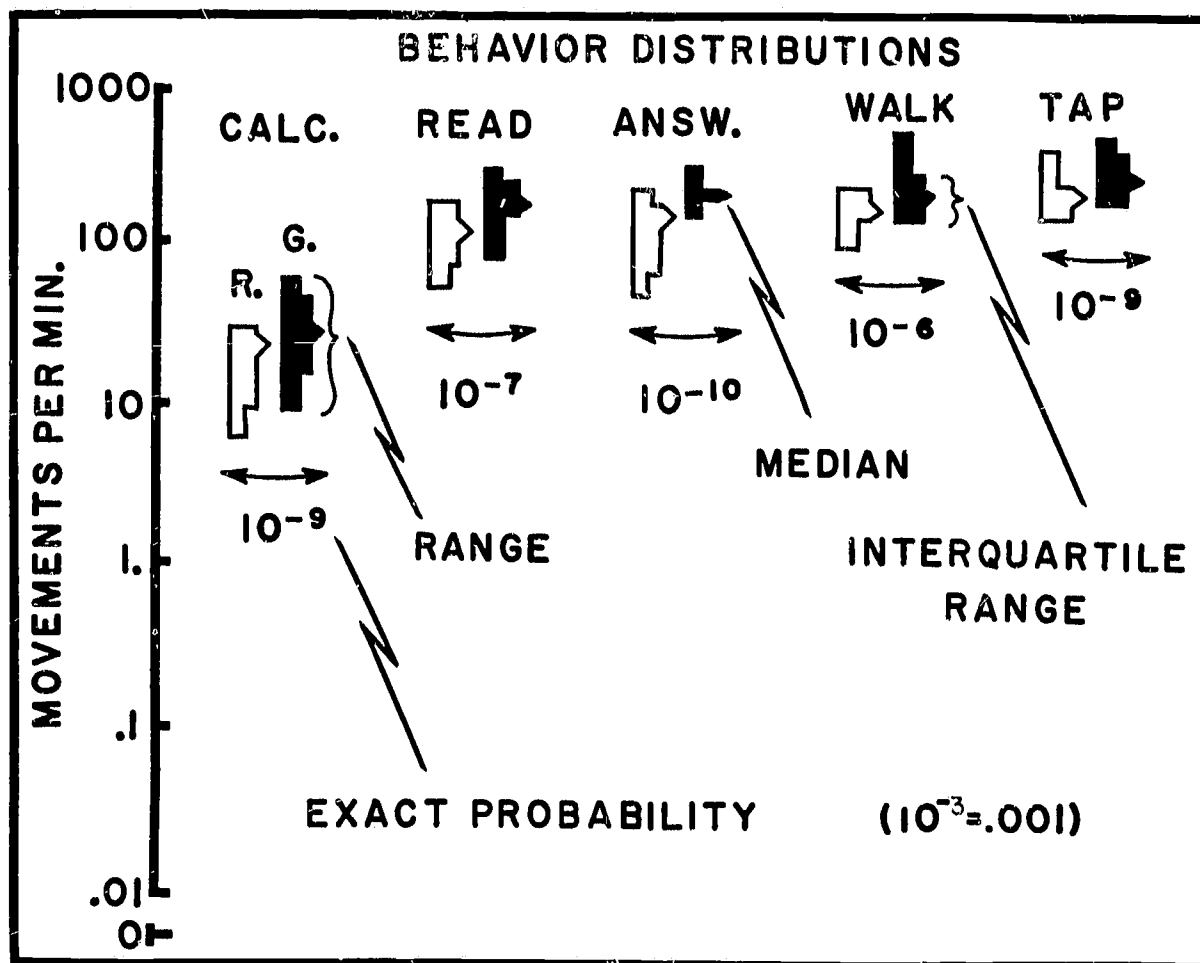 BEHAVIOR DISTRIBUTIONS
MOVEMENTS PER MIN.
1000
100
10
1.
.1
.01
0
CALC.
READ
ANSW.
WALK
TAP
R.
G.
10⁻⁹
10⁻⁷
10⁻¹⁰
10⁻⁶
10⁻⁹
RANGE
MEDIAN
INTERQUARTILE
RANGE
EXACT PROBABILITY (10⁻³=.001)